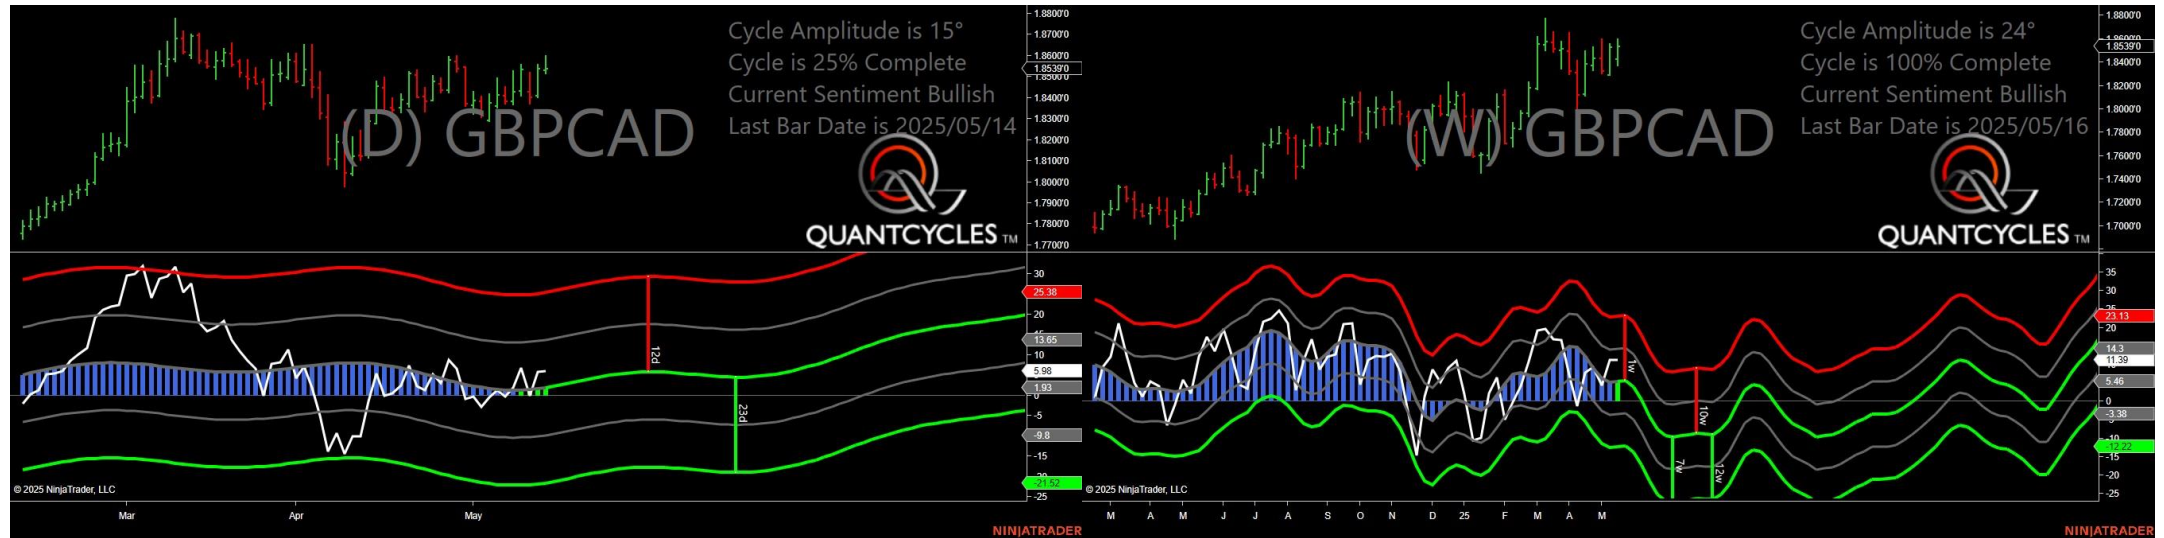 Cycle Amplitude is 15°
Cycle is 25% Complete
Current Sentiment Bullish
Last Bar Date is 2025/05/14
(D) GBPCAD
QUANTCYCLES TM
1.8800'0
1.8700'0
1.8600'0
1.8539'0
1.8500'0
1.8400'0
1.8300'0
1.8200'0
1.8100'0
1.8000'0
1.7900'0
1.7800'0
1.7700'0
30
25.38
20
13.65
10
5.98
1.93
0
-5
-9.8
-21.52
-25
12d
23d
© 2025 NinjaTrader, LLC
Mar
Apr
May
NINJATRADER
Cycle Amplitude is 24°
Cycle is 100% Complete
Current Sentiment Bullish
Last Bar Date is 2025/05/16
(W) GBPCAD
QUANTCYCLES TM
1.8800'0
1.8539'0
1.8400'0
1.8200'0
1.8000'0
1.7800'0
1.7600'0
1.7400'0
1.7200'0
1.7000'0
35
30
23.13
20
14.3
11.39
5.46
0
-3.38
-12.22
-15
-20
-25
1w
10w
7w
12w
© 2025 NinjaTrader, LLC
M A M J J A S O N D 25 F M A M
NINJATRADER